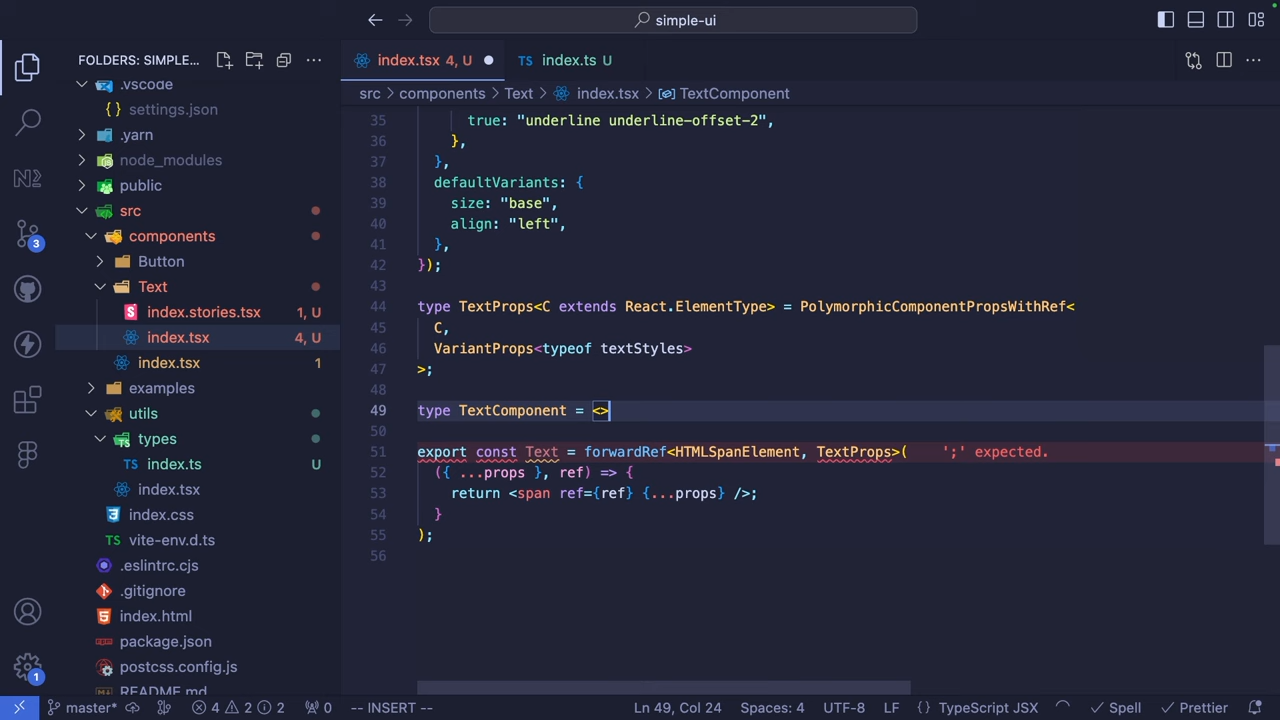 simple-ui
FOLDERS: SIMPLE...
.vscode
settings.json
.yarn
node_modules
public
src
components
Button
Text
index.stories.tsx 1, U
index.tsx 4, U
index.tsx 1
examples
utils
types
TS index.ts U
index.tsx
index.css
TS vite-env.d.ts
.eslintrc.cjs
.gitignore
index.html
package.json
postcss.config.js
README.md
3
1
index.tsx 4, U
TS index.ts U
src > components > Text > index.tsx > TextComponent
35 true: "underline underline-offset-2",
36 },
37 },
38 defaultVariants: {
39 size: "base",
40 align: "left",
41 },
42 });
43
44 type TextProps<C extends React.ElementType> = PolymorphicComponentPropsWithRef<
45 C,
46 VariantProps<typeof textStyles>
47 >;
48
49 type TextComponent = <>
50
51 export const Text = forwardRef<HTMLSpanElement, TextProps>( ';' expected.
52 ({ ...props }, ref) => {
53 return <span ref={ref} {...props} />;
54 }
55 );
56
master* 4 2 2 0 -- INSERT -- Ln 49, Col 24 Spaces: 4 UTF-8 LF {} TypeScript JSX Spell Prettier